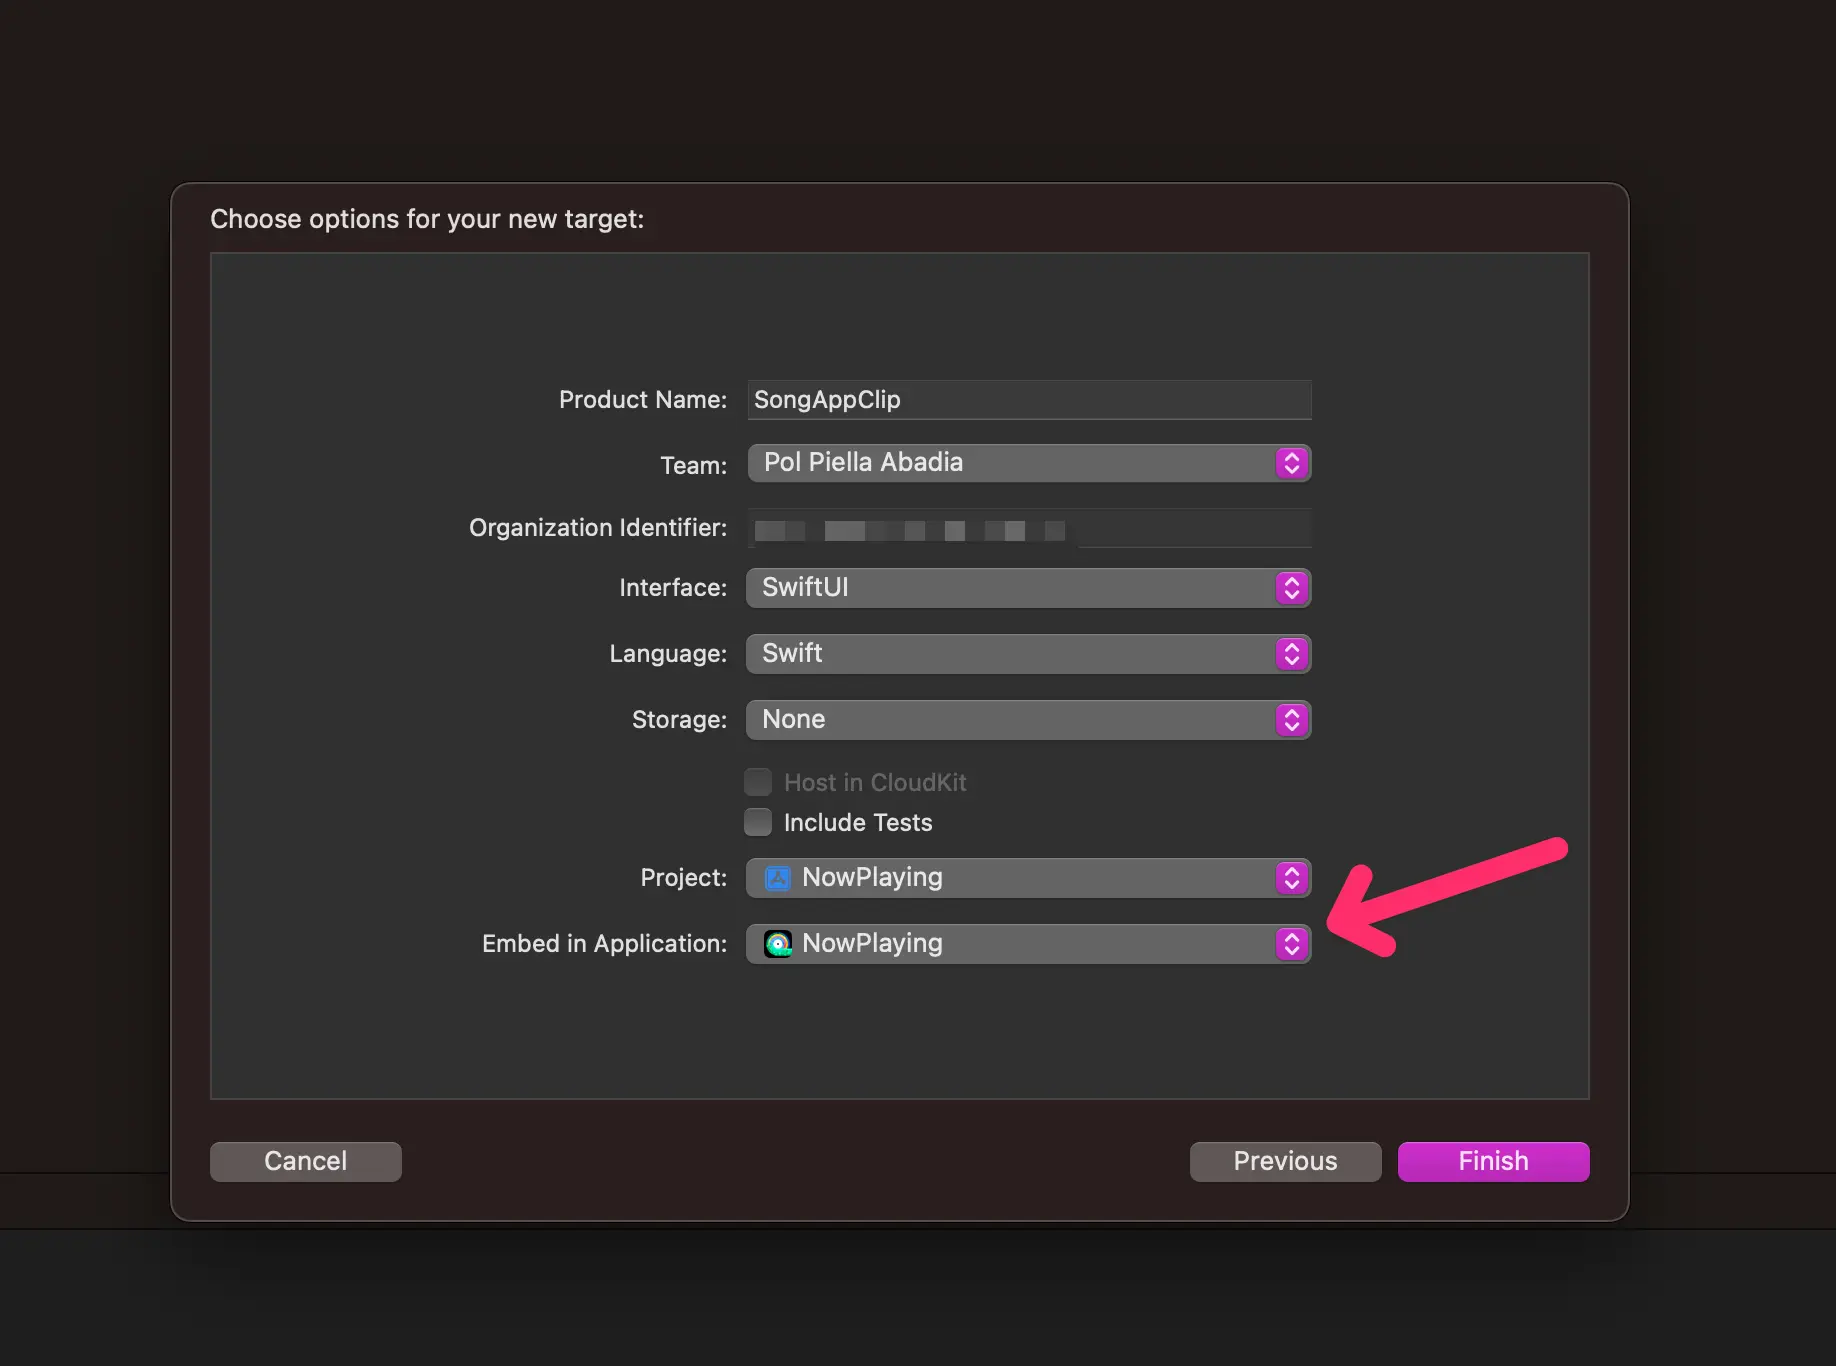 Choose options for your new target:
Product Name: SongAppClip
Team: Pol Piella Abadia
Organization Identifier:
Interface: SwiftUI
Language: Swift
Storage: None
Host in CloudKit
Include Tests
Project: NowPlaying
Embed in Application: NowPlaying
Cancel Previous Finish